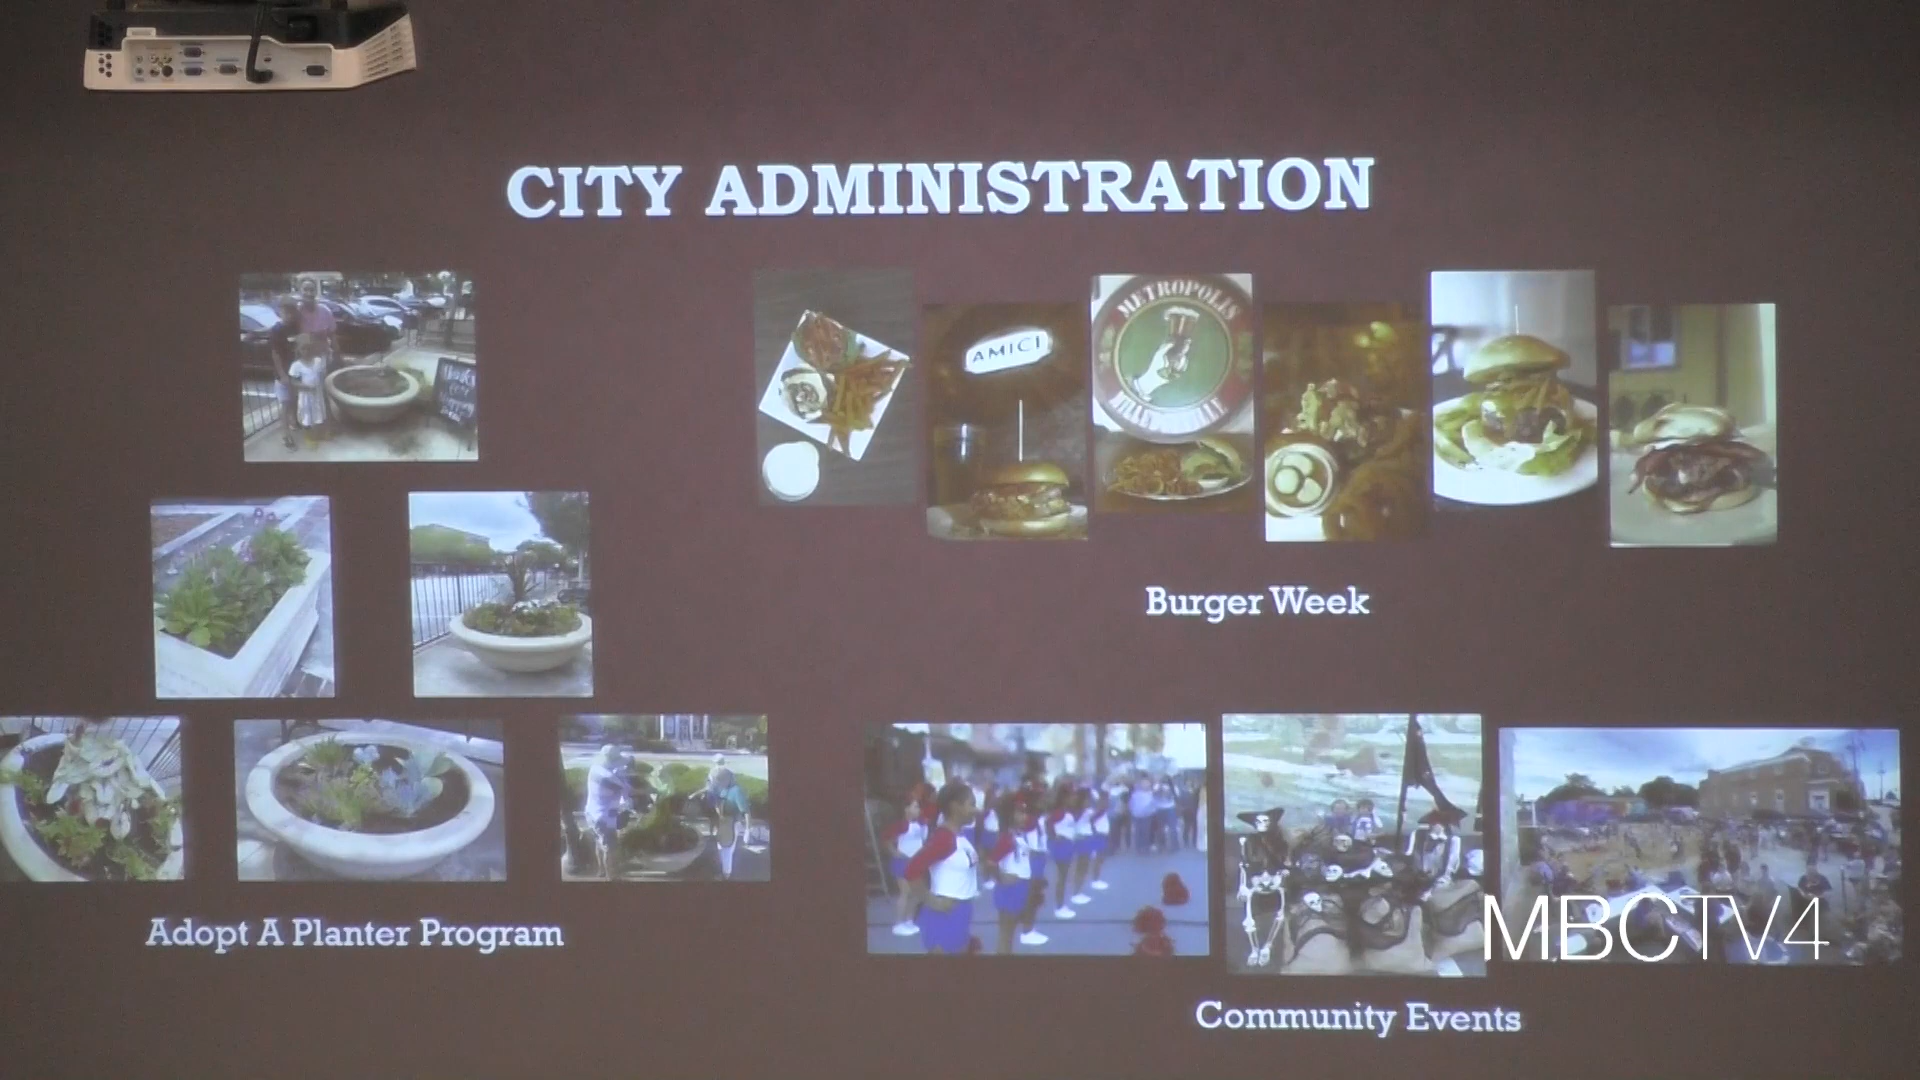 CITY ADMINISTRATION
AMICI
METROPOLIS
Burger Week
Adopt A Planter Program
MBCTV4
Community Events